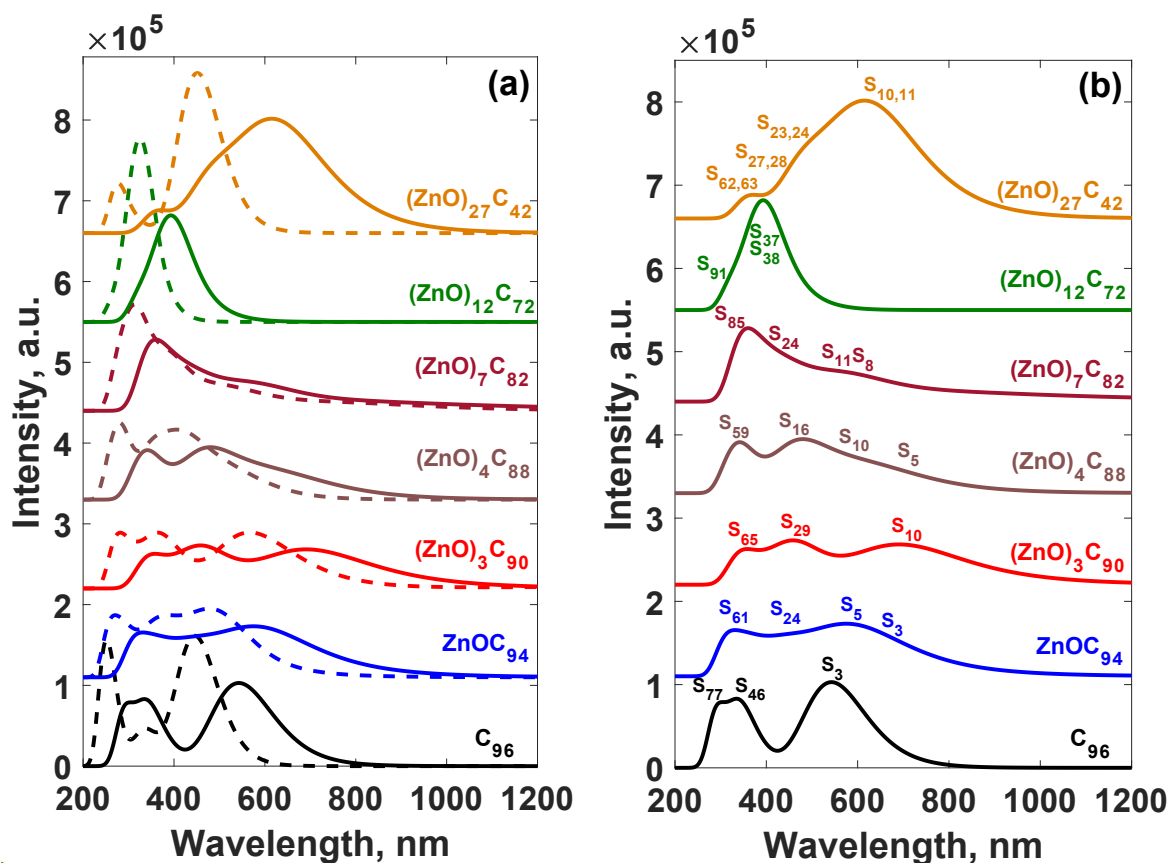 ×10⁵
(a)
8
(ZnO)₂₇C₄₂
7
(ZnO)₁₂C₇₂
6
5
(ZnO)₇C₈₂
4
(ZnO)₄C₈₈
3
(ZnO)₃C₉₀
2
ZnOC₉₄
1
C₉₆
0
200 400 600 800 1000 1200
Wavelength, nm
Intensity, a.u.
×10⁵
(b)
8
S₁₀,₁₁
S₂₃,₂₄
S₂₇,₂₈
S₆₂,₆₃
(ZnO)₂₇C₄₂
7
S₃₇
S₃₈
S₉₁
(ZnO)₁₂C₇₂
6
5
S₈₅
S₂₄
S₁₁S₈
(ZnO)₇C₈₂
4
S₅₉
S₁₆
S₁₀
S₅
(ZnO)₄C₈₈
3
S₆₅
S₂₉
S₁₀
(ZnO)₃C₉₀
2
S₆₁
S₂₄
S₅
S₃
ZnOC₉₄
1
S₇₇
S₄₆
S₃
C₉₆
0
200 400 600 800 1000 1200
Wavelength, nm
Intensity, a.u.